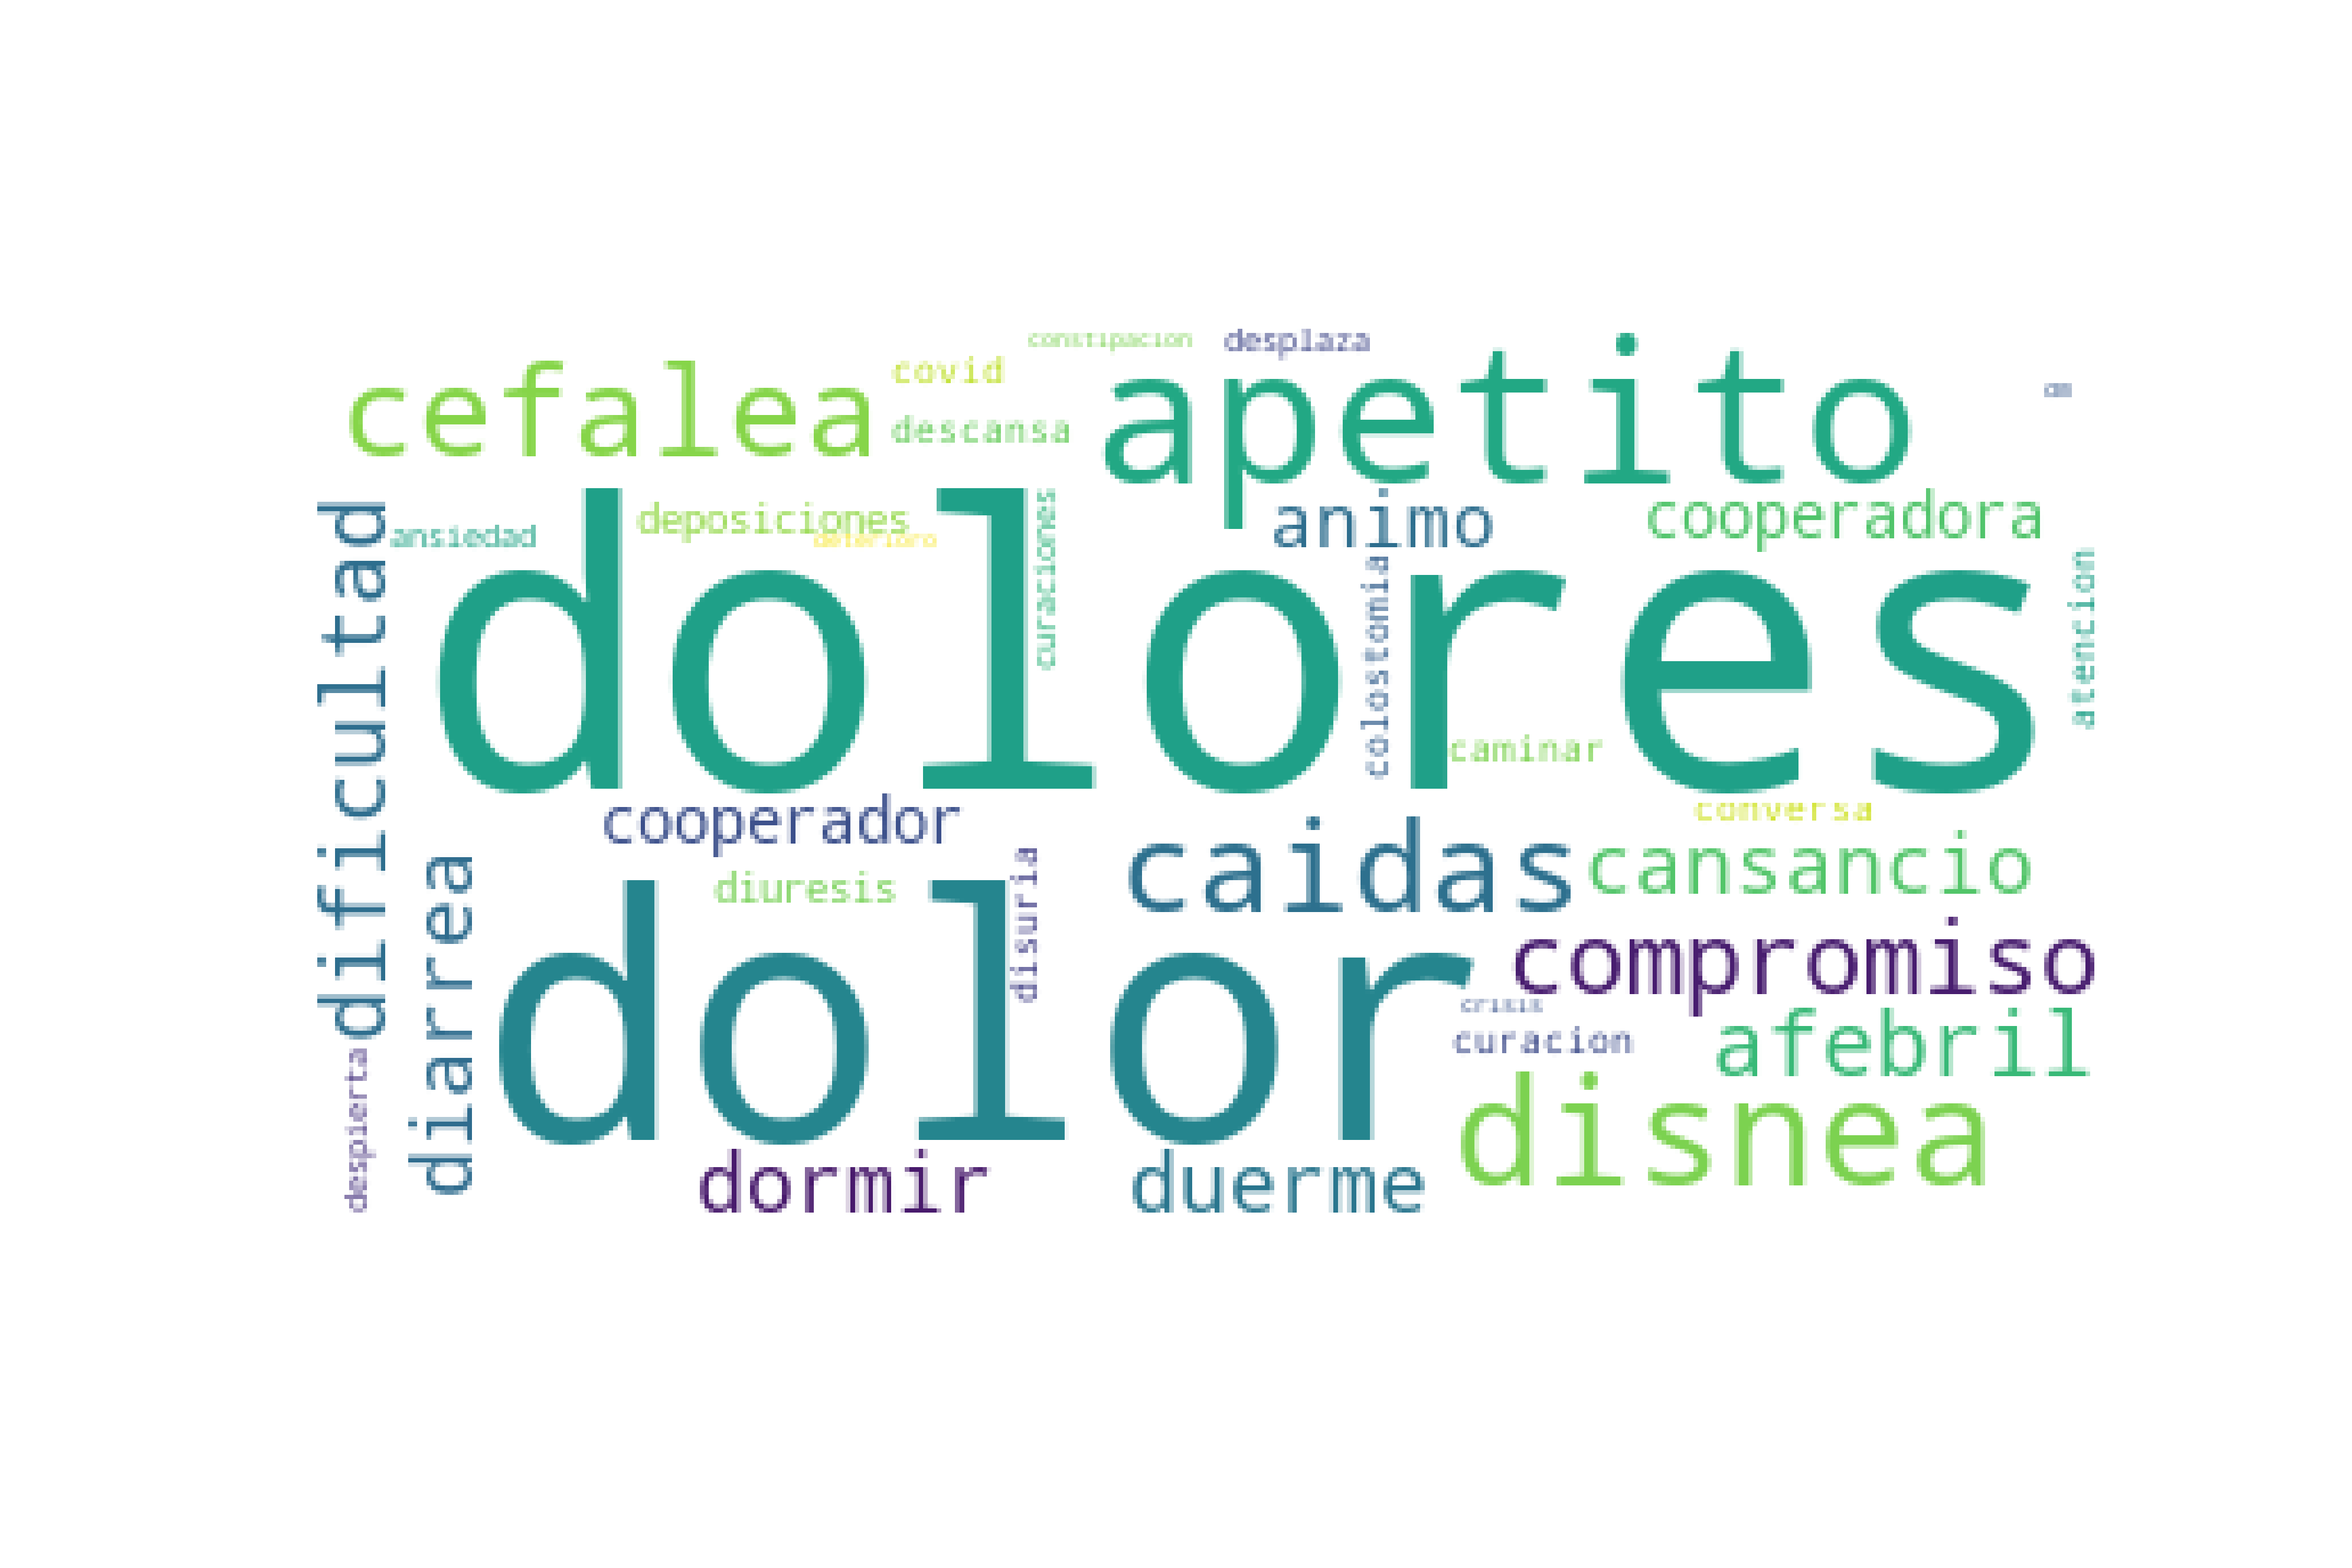 constipacion
desplaza
cefalea
covid
apetito
descansa
dificultad
ansiedad
deposiciones
deterioro
curaciones
animo
cooperadora
dolores
colostomia
atencion
caminar
cooperador
conversa
caidas
cansancio
diarrea
diuresis
disuria
dolor
compromiso
crisis
curacion
afebril
despierta
dormir
duerme
disnea